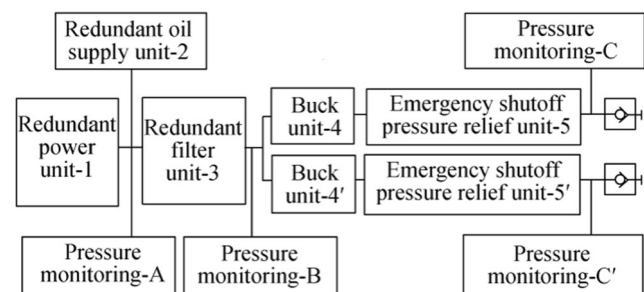 Redundant oil
supply unit-2
Pressure
monitoring-C
Redundant
power
unit-1
Redundant
filter
unit-3
Buck
unit-4
Emergency shutoff
pressure relief unit-5
Buck
unit-4′
Emergency shutoff
pressure relief unit-5′
Pressure
monitoring-A
Pressure
monitoring-B
Pressure
monitoring-C′